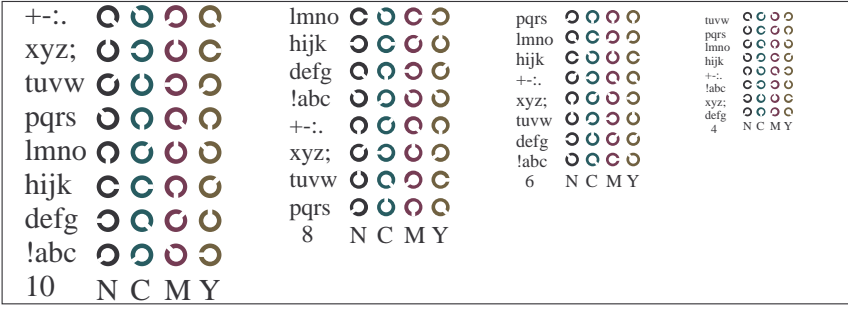 +-:.
xyz;
tuvw
pqrs
lmno
hijk
defg
!abc
10 N C M Y
lmno
hijk
defg
!abc
+-:.
xyz;
tuvw
pqrs
8 N C M Y
pqrs
lmno
hijk
+-:.
xyz;
tuvw
defg
!abc
6 N C M Y
tuvw
pqrs
lmno
hijk
+-:.
!abc
xyz;
defg
4 N C M Y